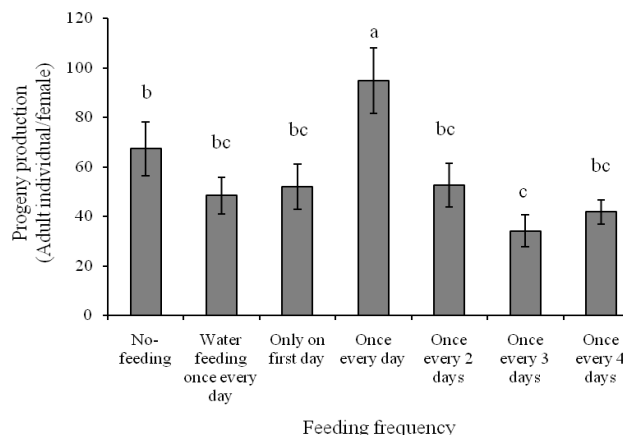 Progeny production
(Adult individual/female)
120
100
80
60
40
20
0
b
bc
bc
a
bc
c
bc
No-
feeding
Water
feeding
once every
day
Only on
first day
Once
every day
Once
every 2
days
Once
every 3
days
Once
every 4
days
Feeding frequency